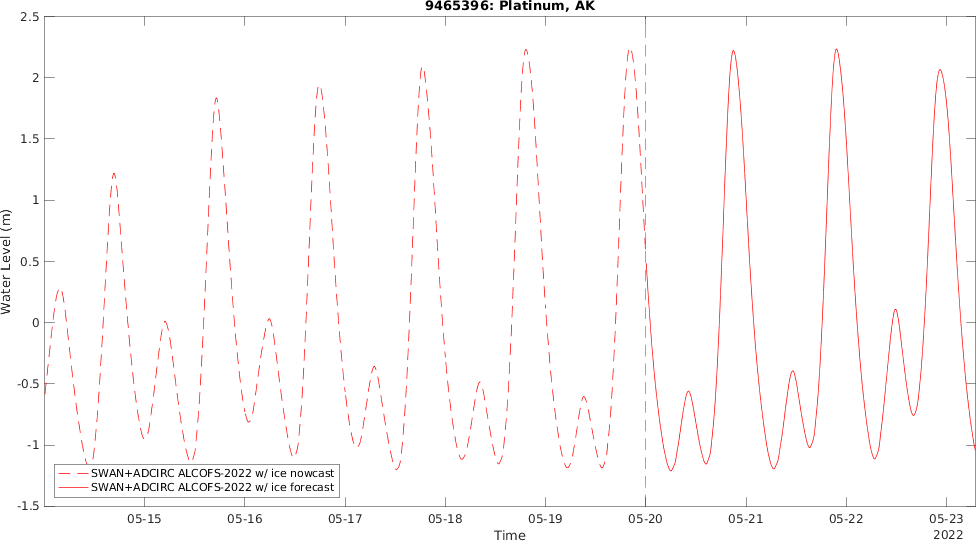 9465396: Platinum, AK
2.5
2
1.5
1
0.5
0
-0.5
-1
-1.5
Water Level (m)
SWAN+ADCIRC ALCOFS-2022 w/ ice nowcast
SWAN+ADCIRC ALCOFS-2022 w/ ice forecast
05-15 05-16 05-17 05-18 05-19 05-20 05-21 05-22 05-23
Time
2022